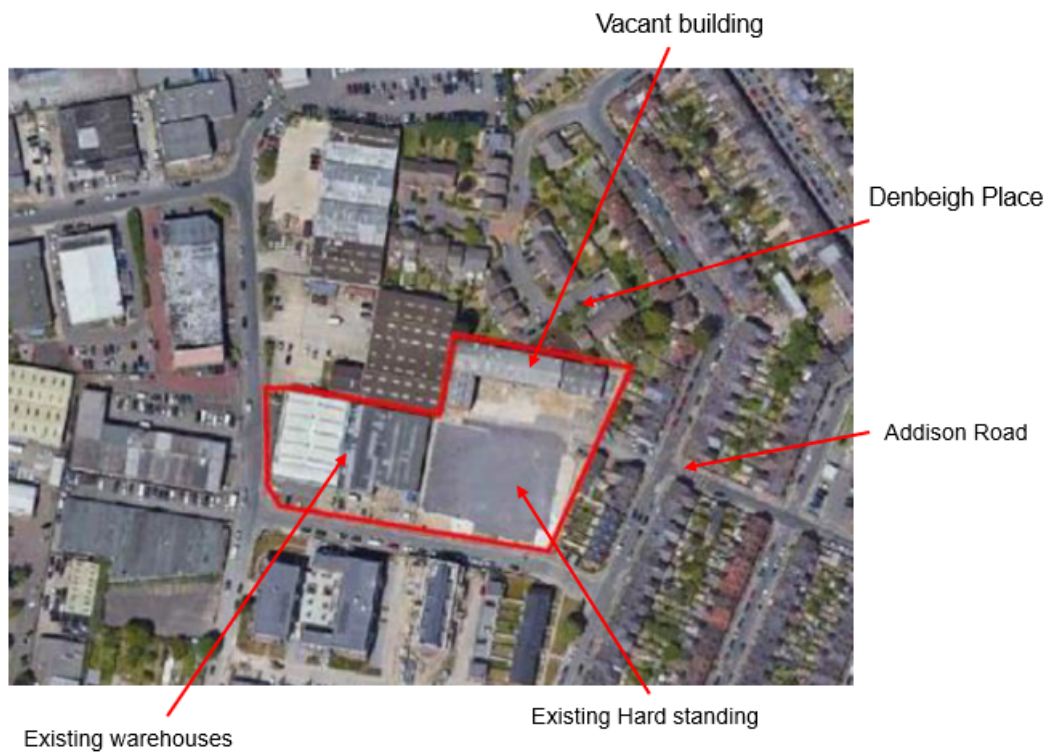 Vacant building
Denbeigh Place
Addison Road
Existing Hard standing
Existing warehouses